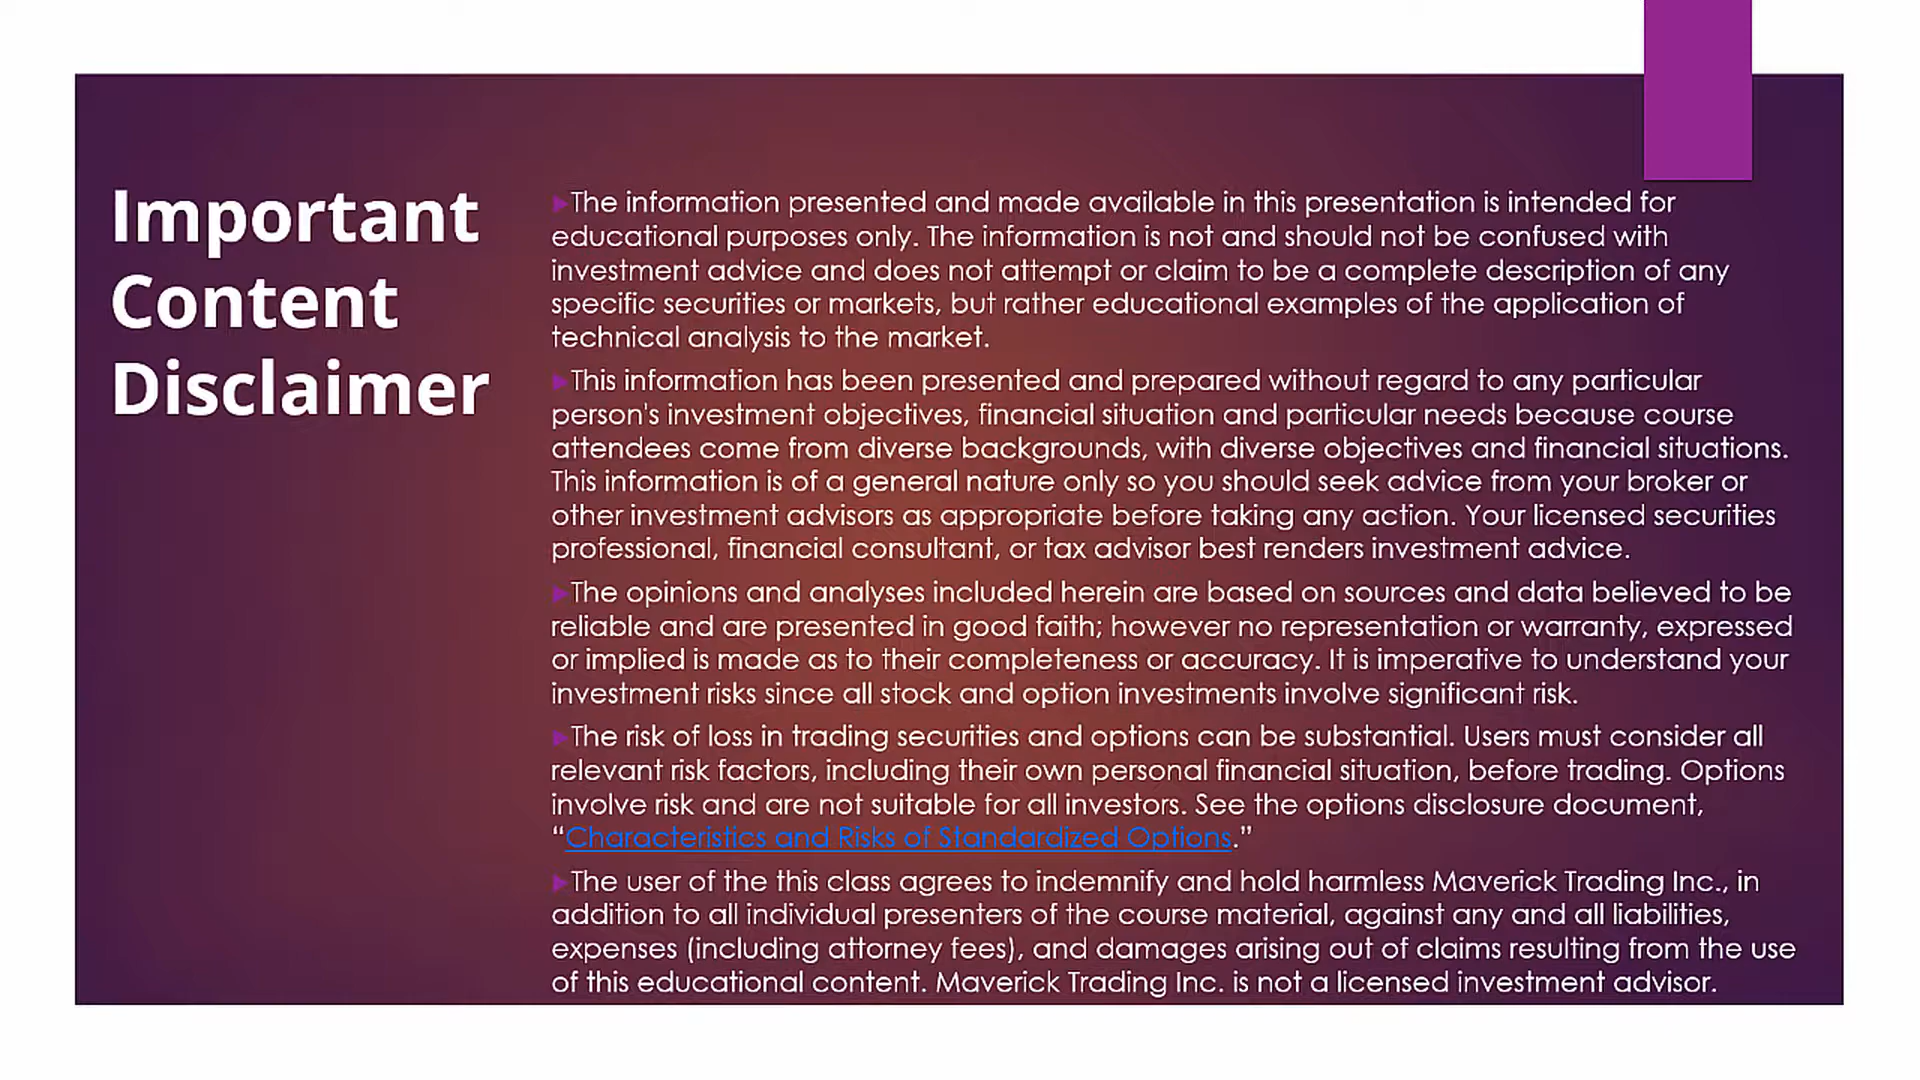 Important
Content
Disclaimer
The information presented and made available in this presentation is intended for
educational purposes only. The information is not and should not be confused with
investment advice and does not attempt or claim to be a complete description of any
specific securities or markets, but rather educational examples of the application of
technical analysis to the market.
This information has been presented and prepared without regard to any particular
person's investment objectives, financial situation and particular needs because course
attendees come from diverse backgrounds, with diverse objectives and financial situations.
This information is of a general nature only so you should seek advice from your broker or
other investment advisors as appropriate before taking any action. Your licensed securities
professional, financial consultant, or tax advisor best renders investment advice.
The opinions and analyses included herein are based on sources and data believed to be
reliable and are presented in good faith; however no representation or warranty, expressed
or implied is made as to their completeness or accuracy. It is imperative to understand your
investment risks since all stock and option investments involve significant risk.
The risk of loss in trading securities and options can be substantial. Users must consider all
relevant risk factors, including their own personal financial situation, before trading. Options
involve risk and are not suitable for all investors. See the options disclosure document,
“Characteristics and Risks of Standardized Options.”
The user of the this class agrees to indemnify and hold harmless Maverick Trading Inc., in
addition to all individual presenters of the course material, against any and all liabilities,
expenses (including attorney fees), and damages arising out of claims resulting from the use
of this educational content. Maverick Trading Inc. is not a licensed investment advisor.